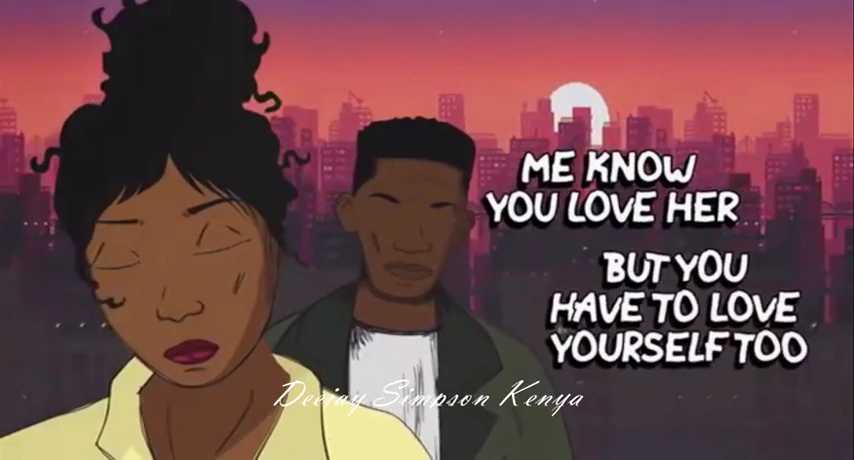 ME KNOW
YOU LOVE HER
BUT YOU
HAVE TO LOVE
YOURSELF TOO
Deejay Simpson Kenya